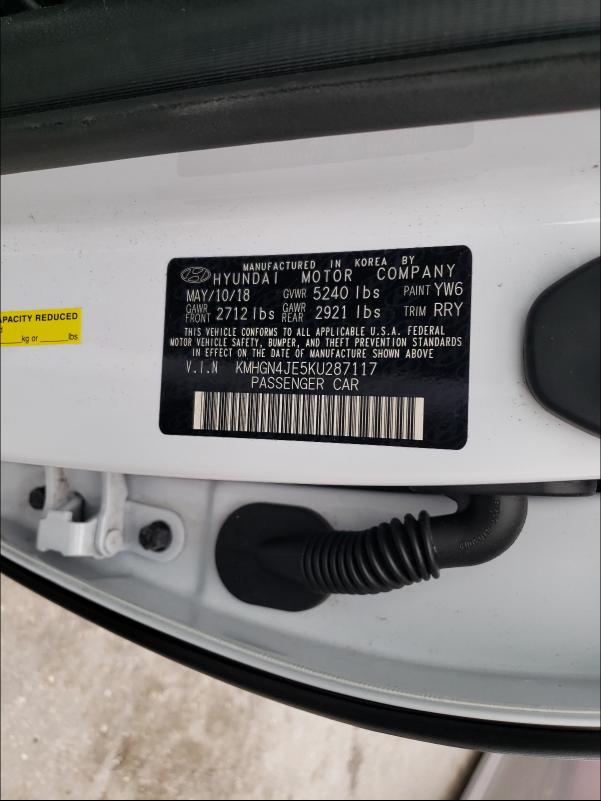 MANUFACTURED IN KOREA BY
HYUNDAI MOTOR COMPANY
MAY/10/18 GVWR 5240 lbs PAINT YW6
GAWR FRONT 2712 lbs GAWR REAR 2921 lbs TRIM RRY
THIS VEHICLE CONFORMS TO ALL APPLICABLE U.S.A. FEDERAL
MOTOR VEHICLE SAFETY, BUMPER, AND THEFT PREVENTION STANDARDS
IN EFFECT ON THE DATE OF MANUFACTURE SHOWN ABOVE.
V.I.N KMHGN4JE5KU287117
PASSENGER CAR
APACITY REDUCED
kg or ____lbs